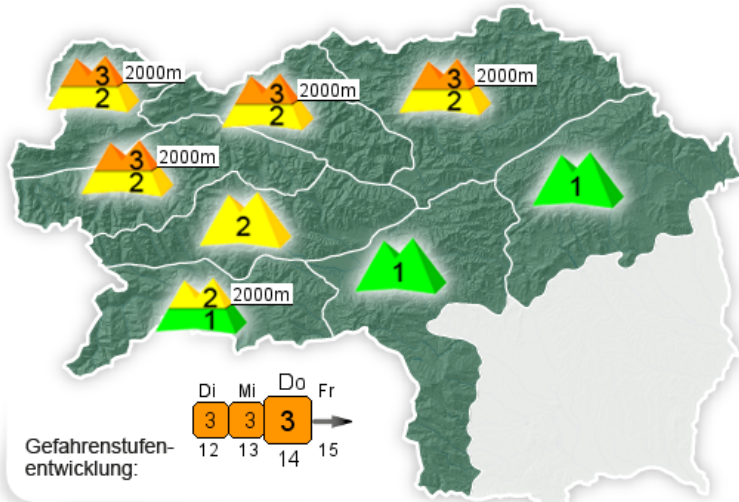 3 2000m
2
3 2000m
2
3 2000m
2
3 2000m
2
1
2
1
2 2000m
1
Di Mi Do Fr
3 3 3
12 13 14 15
Gefahrenstufen-
entwicklung: